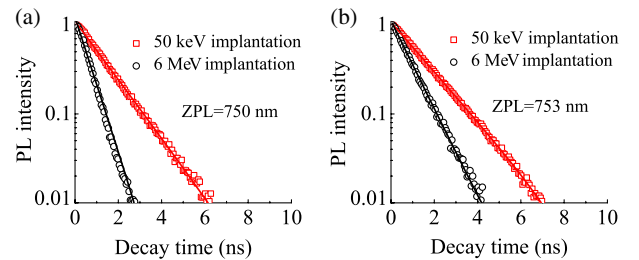 (a)
1
0.1
0.01
PL intensity
50 keV implantation
6 MeV implantation
ZPL=750 nm
0 2 4 6 8 10
Decay time (ns)
(b)
1
0.1
0.01
PL intensity
50 keV implantation
6 MeV implantation
ZPL=753 nm
0 2 4 6 8 10
Decay time (ns)